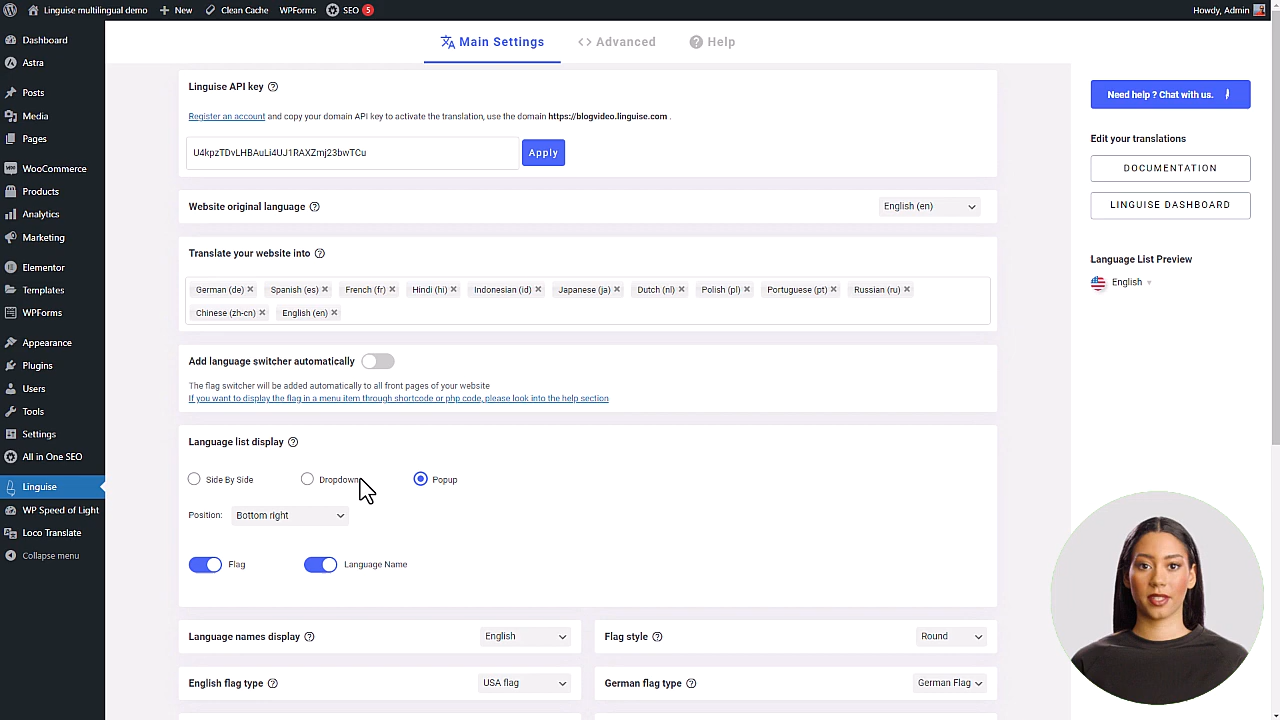 Linguise multilingual demo
New
Clean Cache
WPForms
SEO 5
Howdy, Admin
Dashboard
Astra
Posts
Media
Pages
WooCommerce
Products
Analytics
Marketing
Elementor
Templates
WPForms
Appearance
Plugins
Users
Tools
Settings
All in One SEO
Linguise
WP Speed of Light
Loco Translate
Collapse menu
Main Settings
Advanced
Help
Linguise API key
Register an account and copy your domain API key to activate the translation, use the domain https://blogvideo.linguise.com .
U4kpzTDvLHBAuLi4UJ1RAXZmj23bwTCu
Apply
Website original language
English (en)
Translate your website into
German (de) Spanish (es) French (fr) Hindi (hi) Indonesian (id) Japanese (ja) Dutch (nl) Polish (pl) Portuguese (pt) Russian (ru)
Chinese (zh-cn) English (en)
Add language switcher automatically
The flag switcher will be added automatically to all front pages of your website
If you want to display the flag in a menu item through shortcode or php code, please look into the help section
Language list display
Side By Side
Dropdown
Popup
Position: Bottom right
Flag
Language Name
Language names display
English
Flag style
Round
English flag type
USA flag
German flag type
German Flag
Need help ? Chat with us.
Edit your translations
DOCUMENTATION
LINGUISE DASHBOARD
Language List Preview
English